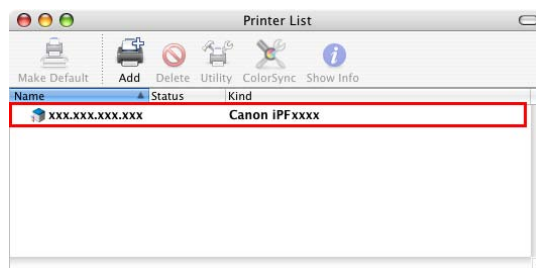 Printer List
Make Default Add Delete Utility ColorSync Show Info
Name Status Kind
xxx.xxx.xxx.xxx Canon iPFxxxx